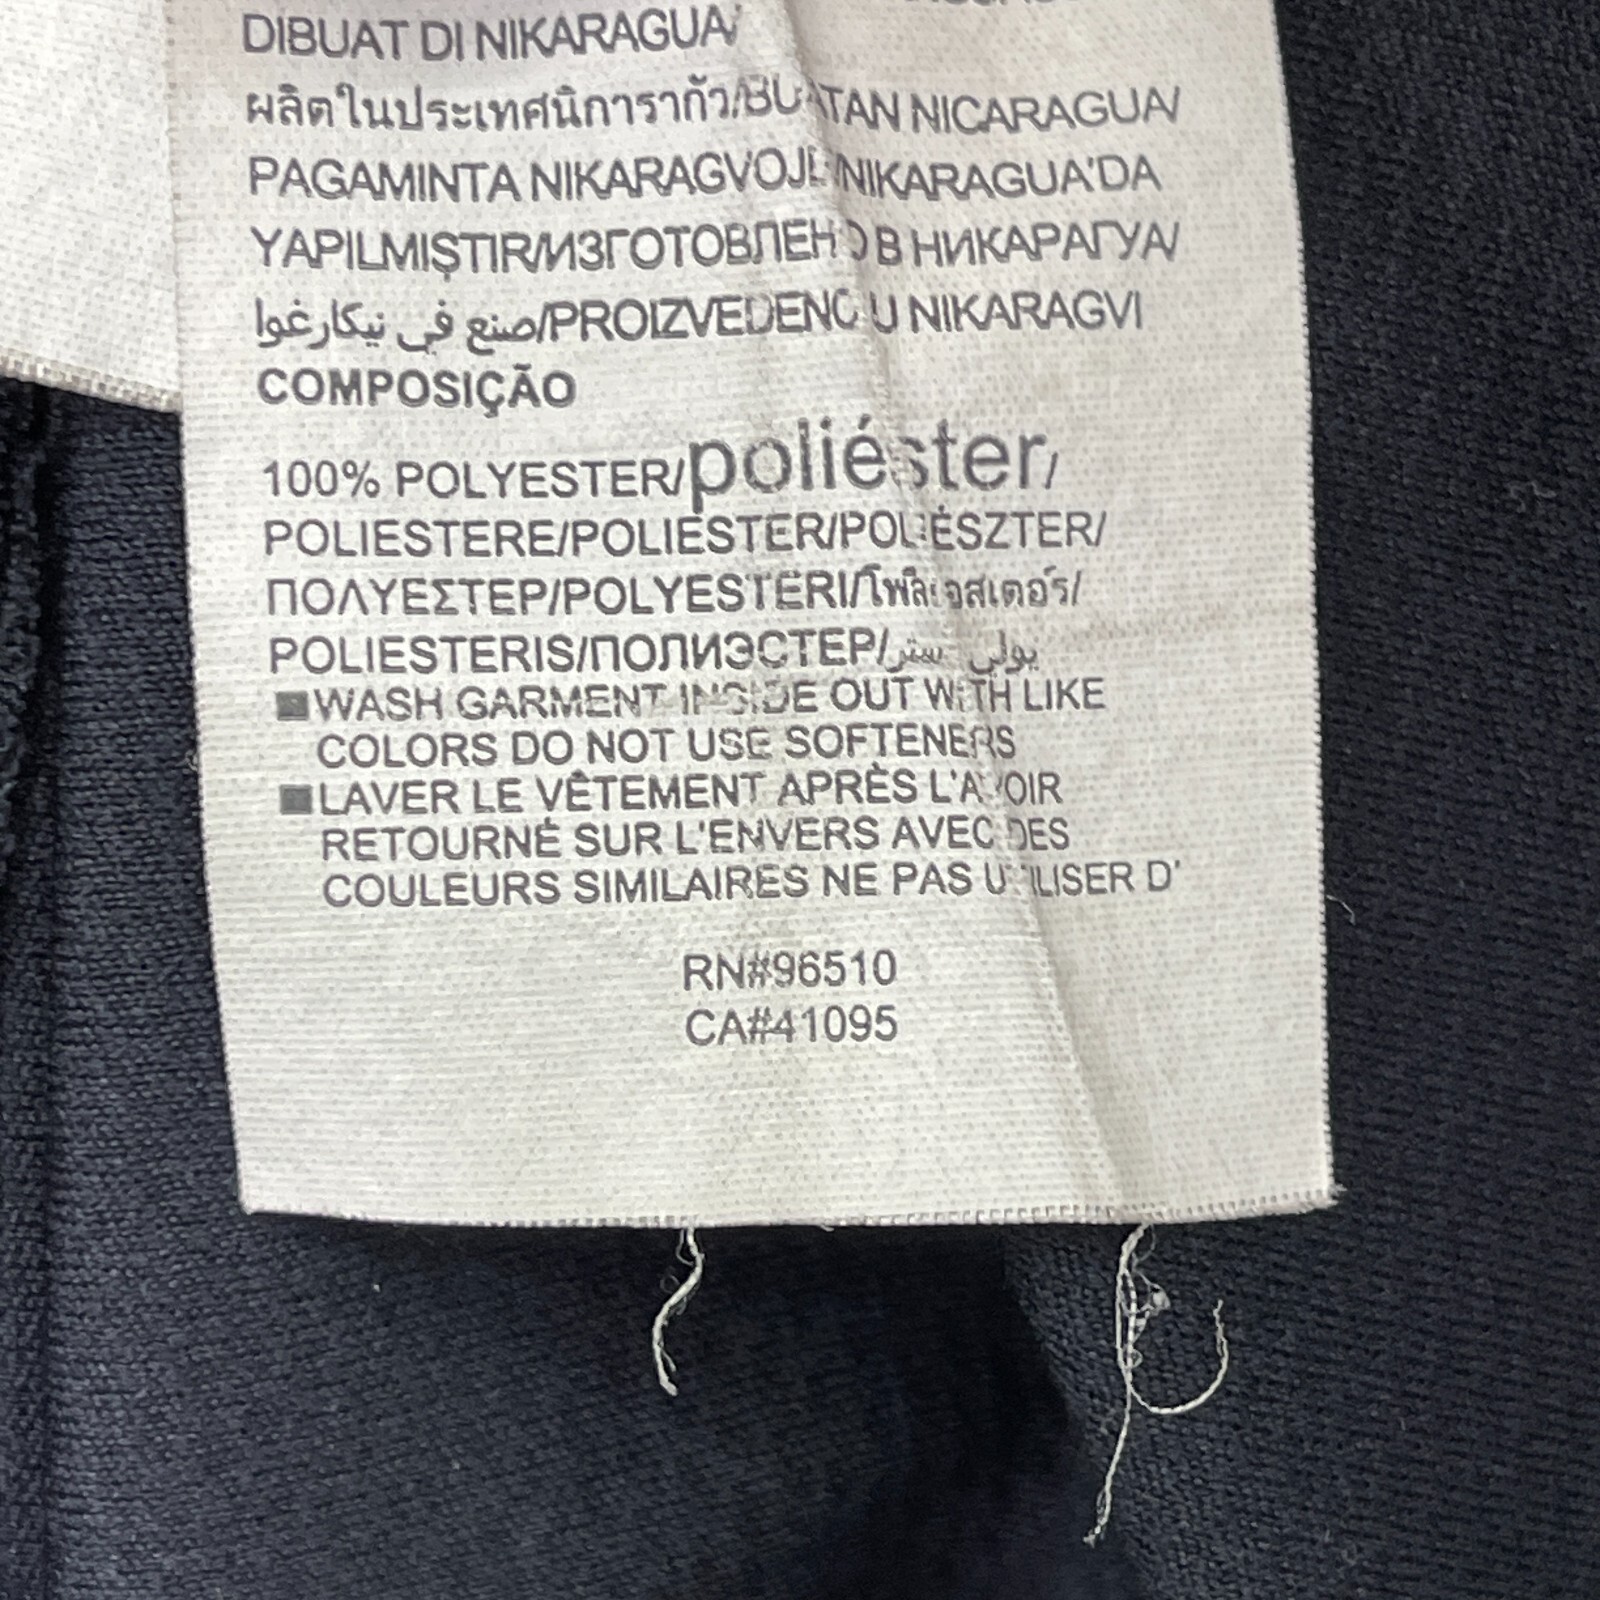 DIBUAT DI NIKARAGUA/
ผลิตในประเทศนิการากัว/BUATAN NICARAGUA/
PAGAMINTA NIKARAGVOJE/NIKARAGUA'DA
YAPILMIŞTIR/ИЗГОТОВЛЕНО В НИКАРАГУА/
صنع في نيكارغوا/PROIZVEDENO U NIKARAGVI
COMPOSIÇÃO
100% POLYESTER/poliéster/
POLIESTERE/POLIESTER/POLIÉSZTER/
ΠΟΛΥΕΣΤΕΡ/POLYESTERI/โพลีเอสเตอร์/
POLIESTERIS/ПОЛИЭСТЕР/بولي ستر
■WASH GARMENT INSIDE OUT WITH LIKE
COLORS DO NOT USE SOFTENERS
■LAVER LE VÊTEMENT APRÈS L'AVOIR
RETOURNÉ SUR L'ENVERS AVEC DES
COULEURS SIMILAIRES NE PAS UTILISER D'
RN#96510
CA#41095